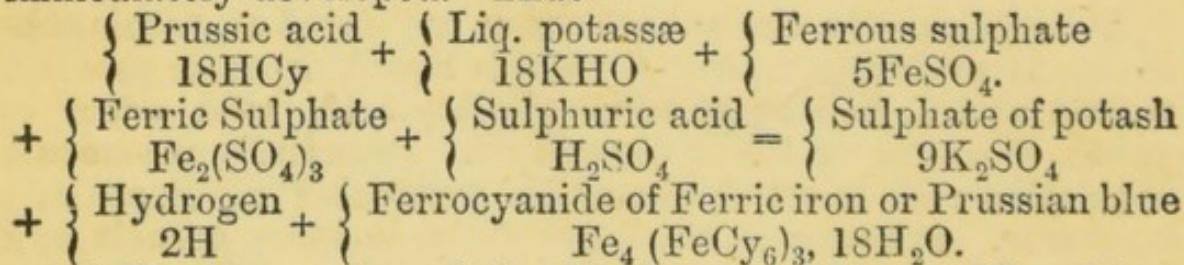 { Prussic acid + { Liq. potassæ + { Ferrous sulphate
{ 18HCy { 18KHO { 5FeSO₄.
+ { Ferric Sulphate + { Sulphuric acid = { Sulphate of potash
{ Fe₂(SO₄)₃ { H₂SO₄ { 9K₂SO₄
+ { Hydrogen + { Ferrocyanide of Ferric iron or Prussian blue
{ 2H { Fe₄ (FeCy₆)₃, 18H₂O.